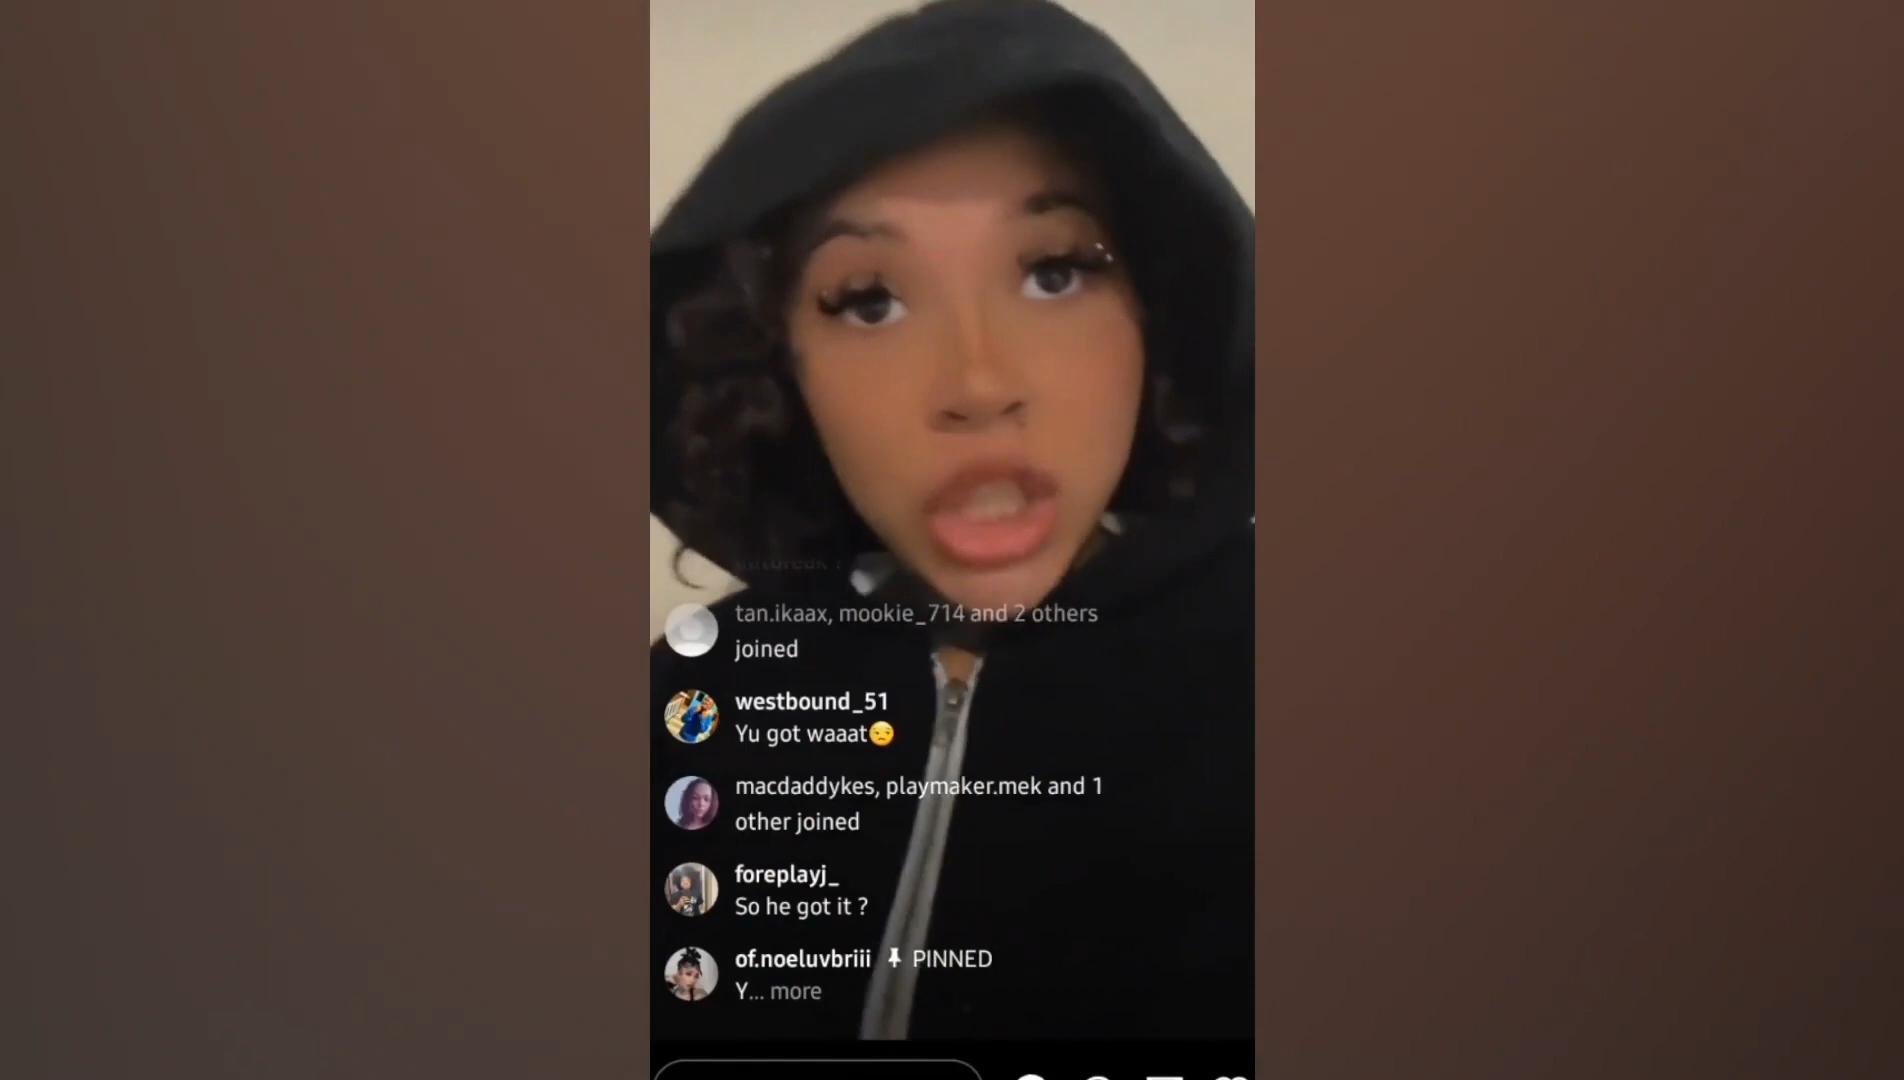 tan.ikaax, mookie_714 and 2 others
joined
westbound_51
Yu got waaat😒
macdaddykes, playmaker.mek and 1
other joined
foreplayj_
So he got it ?
of.noeluvbriii 📌 PINNED
Y... more